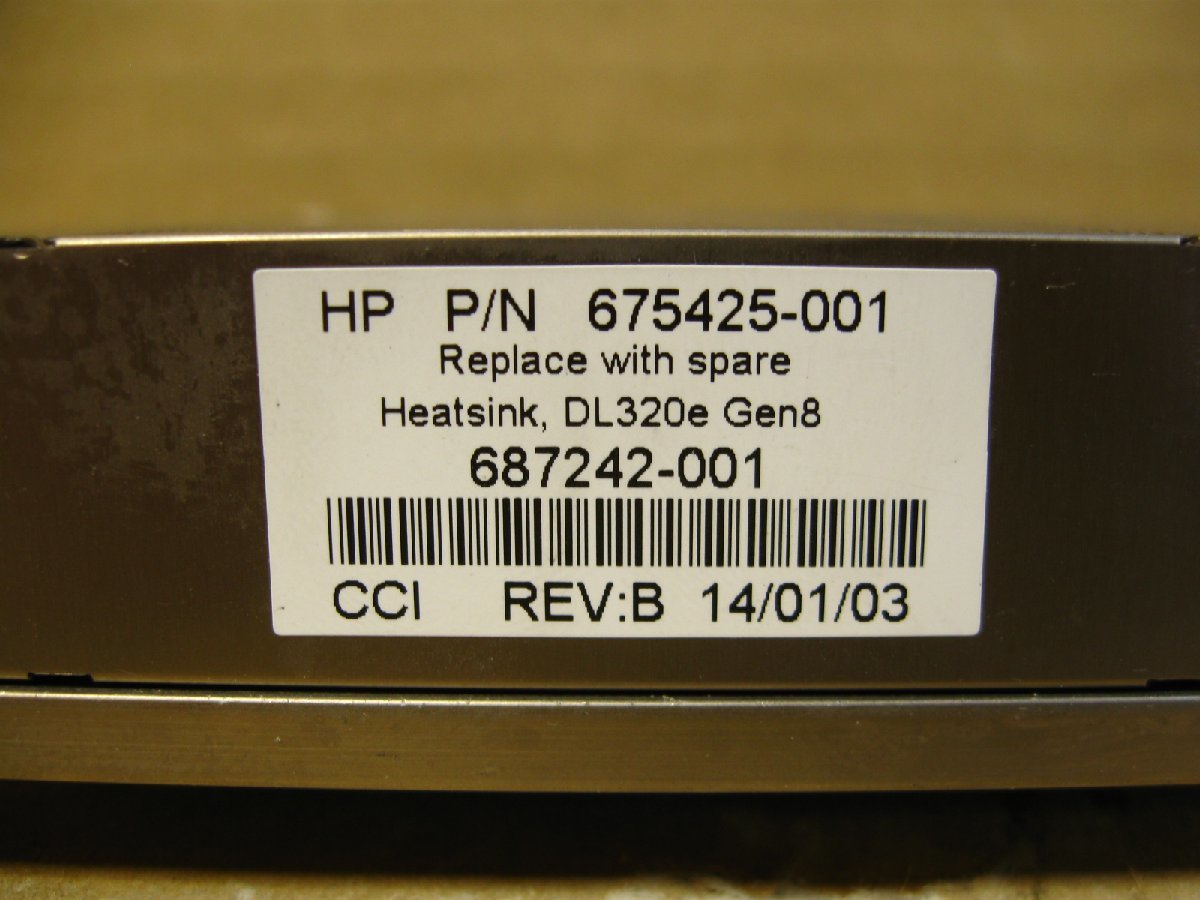 HP P/N 675425-001
Replace with spare
Heatsink, DL320e Gen8
687242-001
CCI REV:B 14/01/03